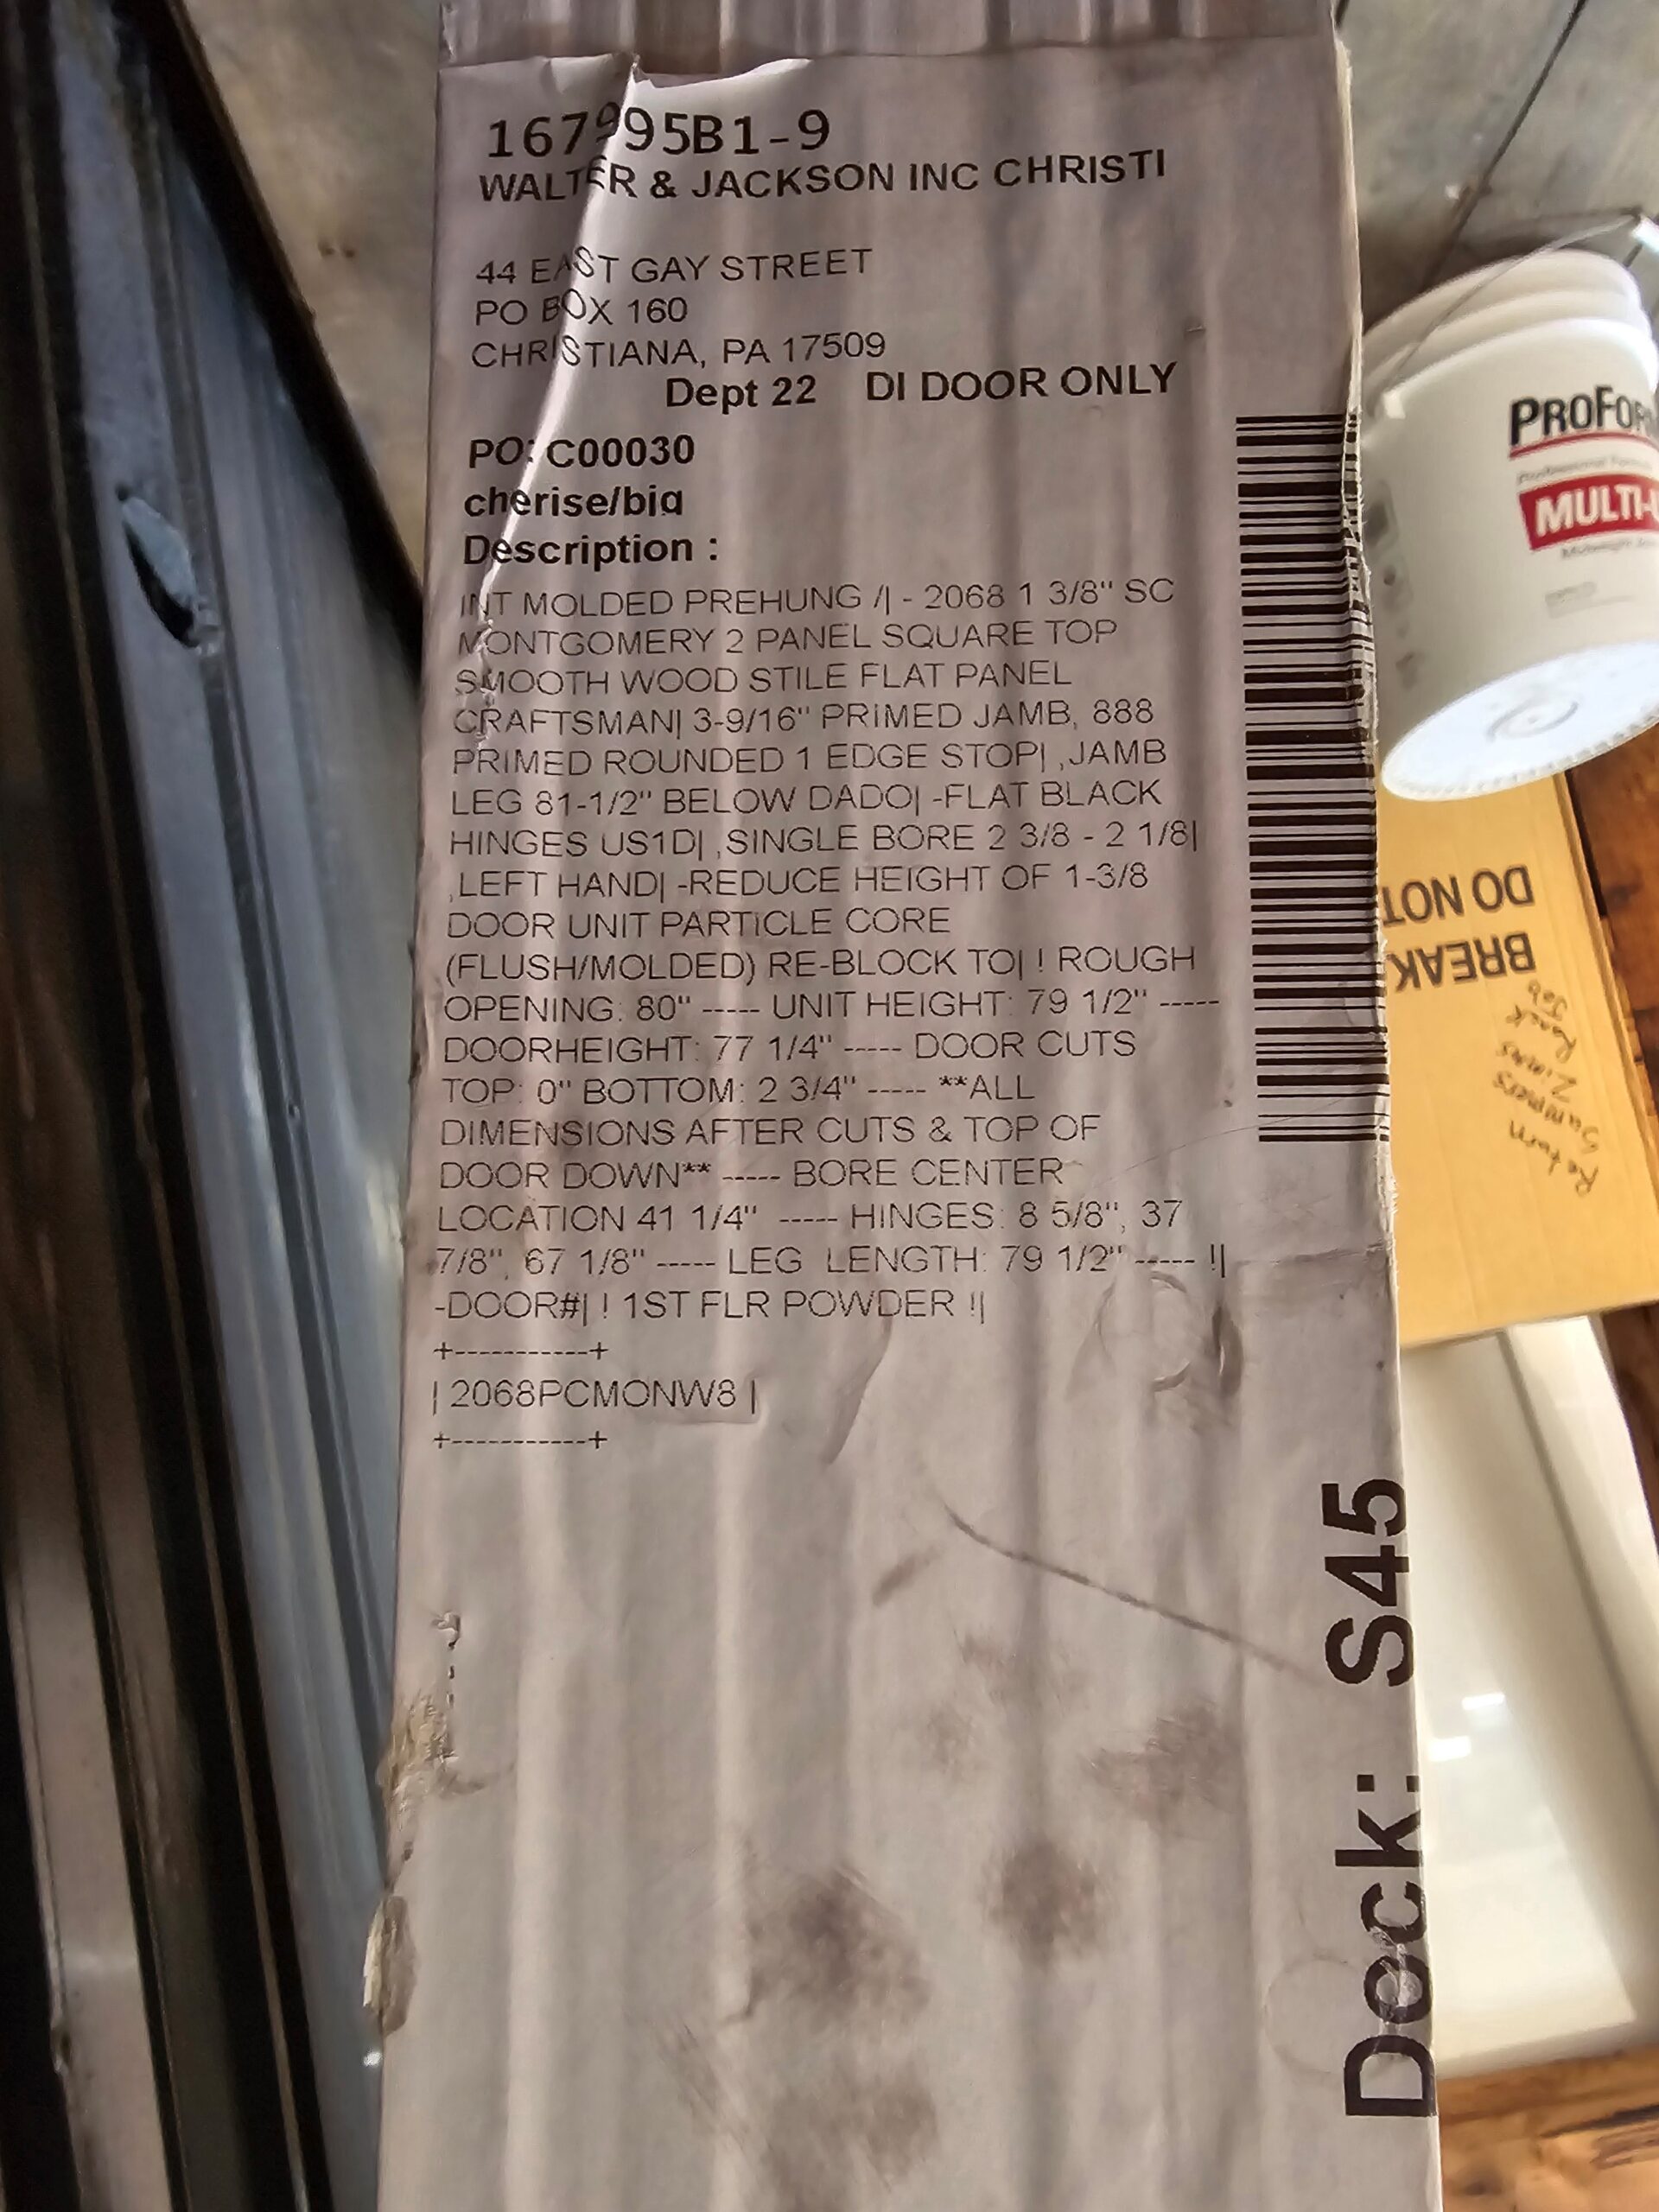 167995B1-9
WALTER & JACKSON INC CHRISTI
44 EAST GAY STREET
PO BOX 160
CHRISTIANA, PA 17509
Dept 22 DI DOOR ONLY
PO: C00030
cherise/big
Description :
INT MOLDED PREHUNG /| - 2068 1 3/8" SC
MONTGOMERY 2 PANEL SQUARE TOP
SMOOTH WOOD STILE FLAT PANEL
CRAFTSMAN| 3-9/16" PRIMED JAMB, 888
PRIMED ROUNDED 1 EDGE STOP| ,JAMB
LEG 81-1/2" BELOW DADO| -FLAT BLACK
HINGES US1D| ,SINGLE BORE 2 3/8 - 2 1/8|
,LEFT HAND| -REDUCE HEIGHT OF 1-3/8
DOOR UNIT PARTICLE CORE
(FLUSH/MOLDED) RE-BLOCK TO| ! ROUGH
OPENING: 80" ----- UNIT HEIGHT: 79 1/2" -----
DOORHEIGHT: 77 1/4" ----- DOOR CUTS
TOP: 0" BOTTOM: 2 3/4" ----- **ALL
DIMENSIONS AFTER CUTS & TOP OF
DOOR DOWN** ----- BORE CENTER
LOCATION 41 1/4" ----- HINGES: 8 5/8", 37
7/8", 67 1/8" ----- LEG LENGTH: 79 1/2" ----- !|
-DOOR#| ! 1ST FLR POWDER !|
+-----------+
| 2068PCMONW8 |
+-----------+
Dock: S45
PROFOR
MULTI-U
DO NOT
BREAK
Return
Summers
Zimms
Rack
Job